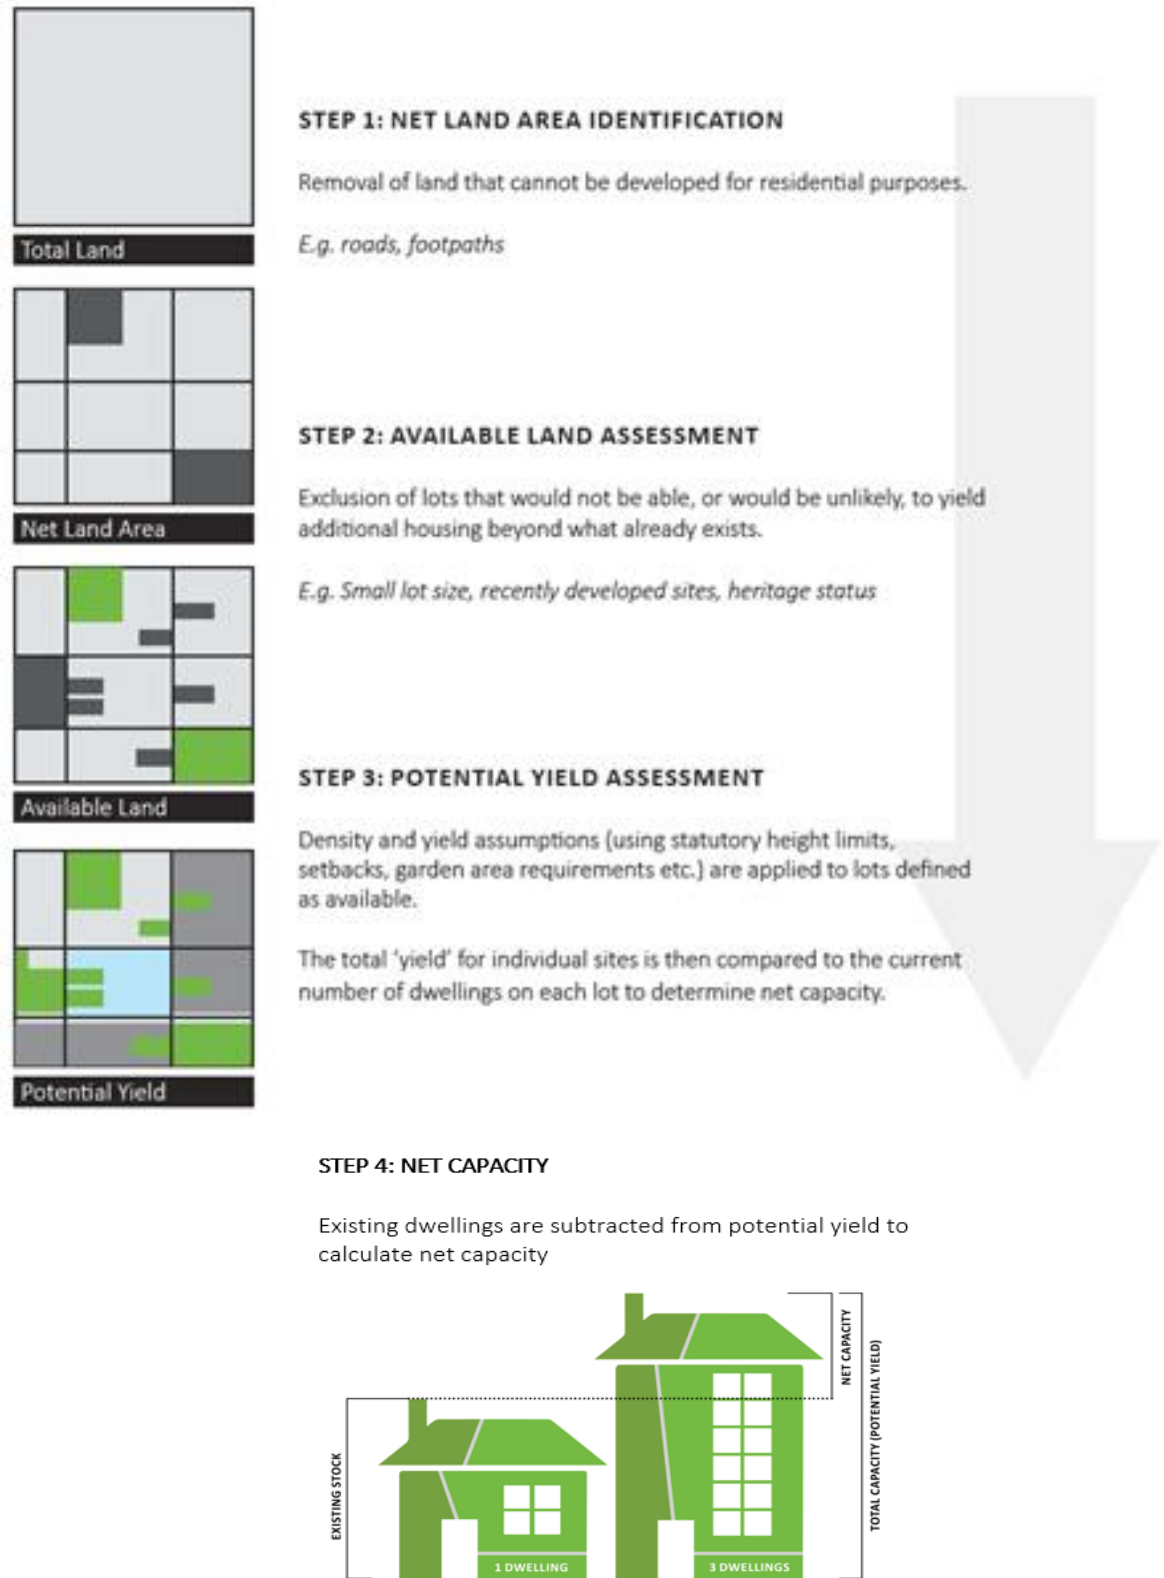 Total Land
STEP 1: NET LAND AREA IDENTIFICATION
Removal of land that cannot be developed for residential purposes.
E.g. roads, footpaths
Net Land Area
STEP 2: AVAILABLE LAND ASSESSMENT
Exclusion of lots that would not be able, or would be unlikely, to yield
additional housing beyond what already exists.
E.g. Small lot size, recently developed sites, heritage status
Available Land
STEP 3: POTENTIAL YIELD ASSESSMENT
Density and yield assumptions (using statutory height limits,
setbacks, garden area requirements etc.) are applied to lots defined
as available.
The total ‘yield’ for individual sites is then compared to the current
number of dwellings on each lot to determine net capacity.
Potential Yield
STEP 4: NET CAPACITY
Existing dwellings are subtracted from potential yield to
calculate net capacity
EXISTING STOCK
1 DWELLING
3 DWELLINGS
NET CAPACITY
TOTAL CAPACITY (POTENTIAL YIELD)